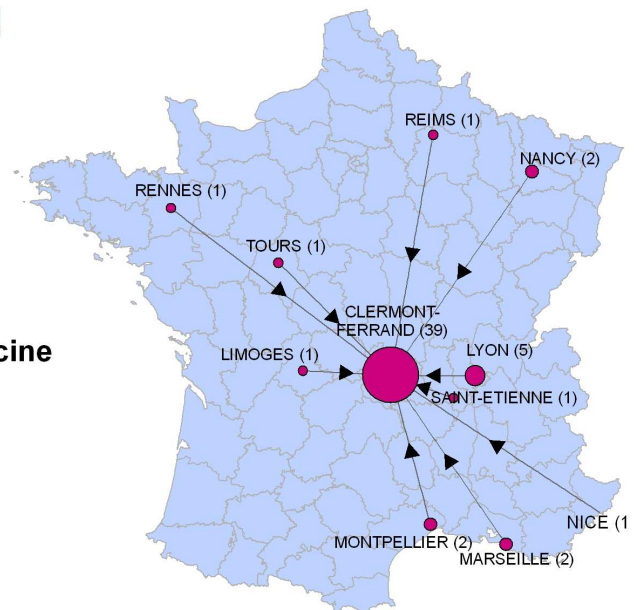 REIMS (1)
NANCY (2)
RENNES (1)
TOURS (1)
CLERMONT-
FERRAND (39)
cine
LIMOGES (1)
LYON (5)
SAINT-ETIENNE (1)
NICE (1
MONTPELLIER (2)
MARSEILLE (2)